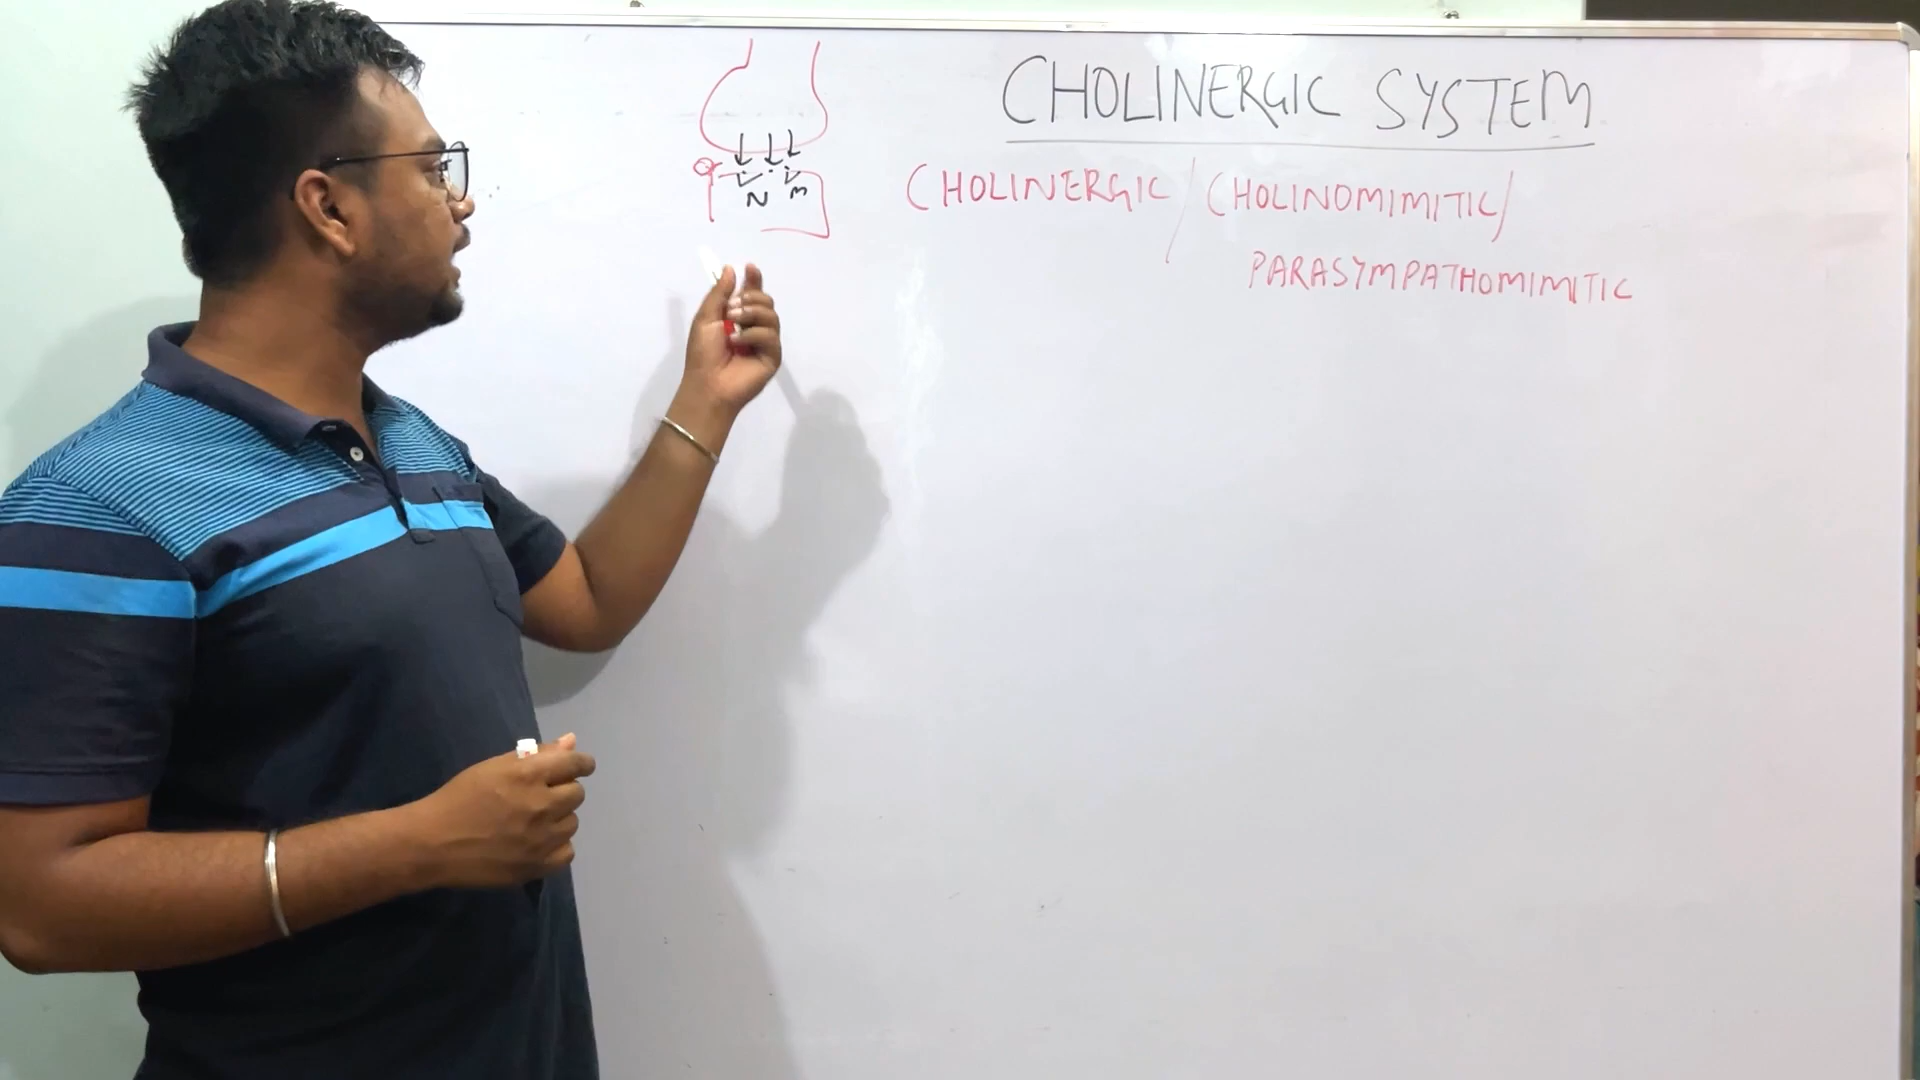 CHOLINERGIC SYSTEM
CHOLINERGIC / CHOLINOMIMITIC /
PARASYMPATHOMIMITIC
N M